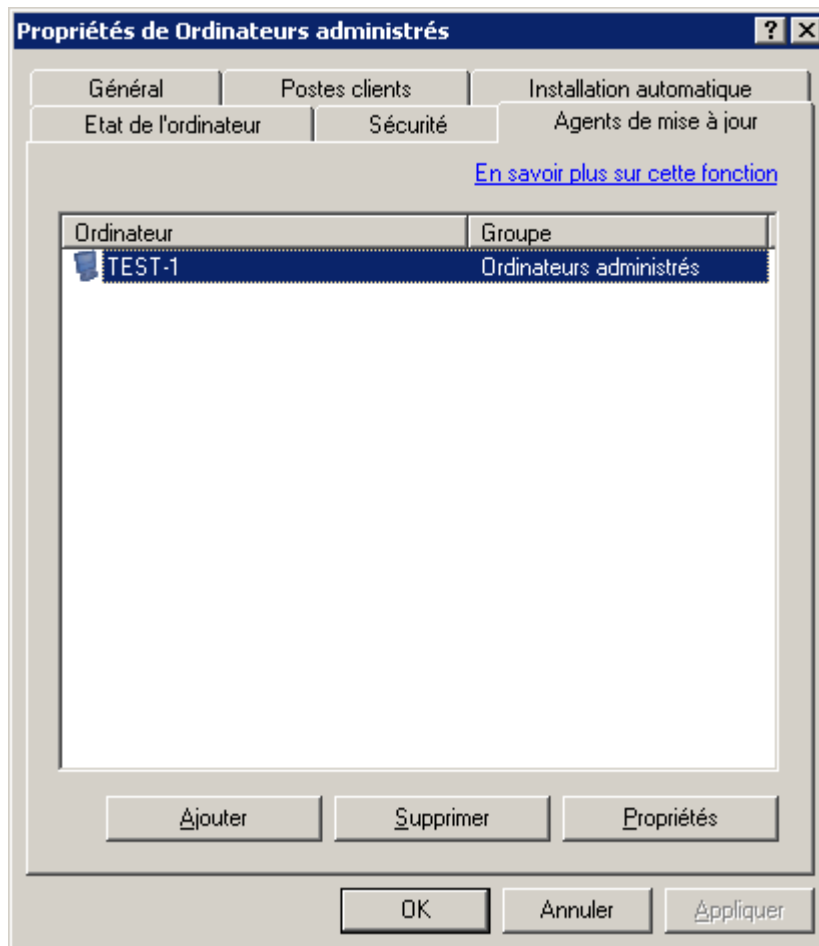 Propriétés de Ordinateurs administrés
Général Postes clients Installation automatique
Etat de l'ordinateur Sécurité Agents de mise à jour
En savoir plus sur cette fonction
Ordinateur Groupe
TEST-1 Ordinateurs administrés
Ajouter Supprimer Propriétés
OK Annuler Appliquer